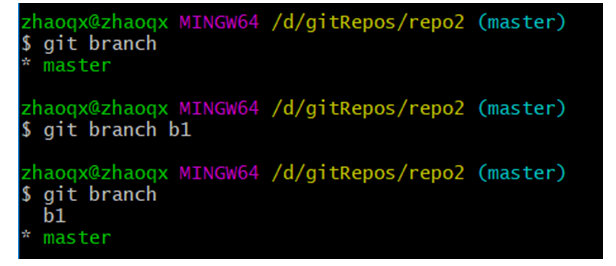 zhaoqx@zhaoqx MINGW64 /d/gitRepos/repo2 (master)
$ git branch
* master
zhaoqx@zhaoqx MINGW64 /d/gitRepos/repo2 (master)
$ git branch b1
zhaoqx@zhaoqx MINGW64 /d/gitRepos/repo2 (master)
$ git branch
  b1
* master